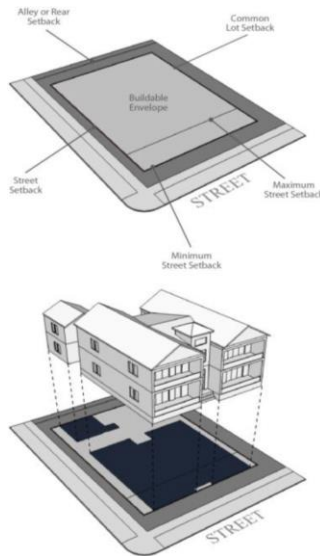 Alley or Rear
Setback
Common
Lot Setback
Buildable
Envelope
Street
Setback
Maximum
Street Setback
STREET
Minimum
Street Setback
STREET